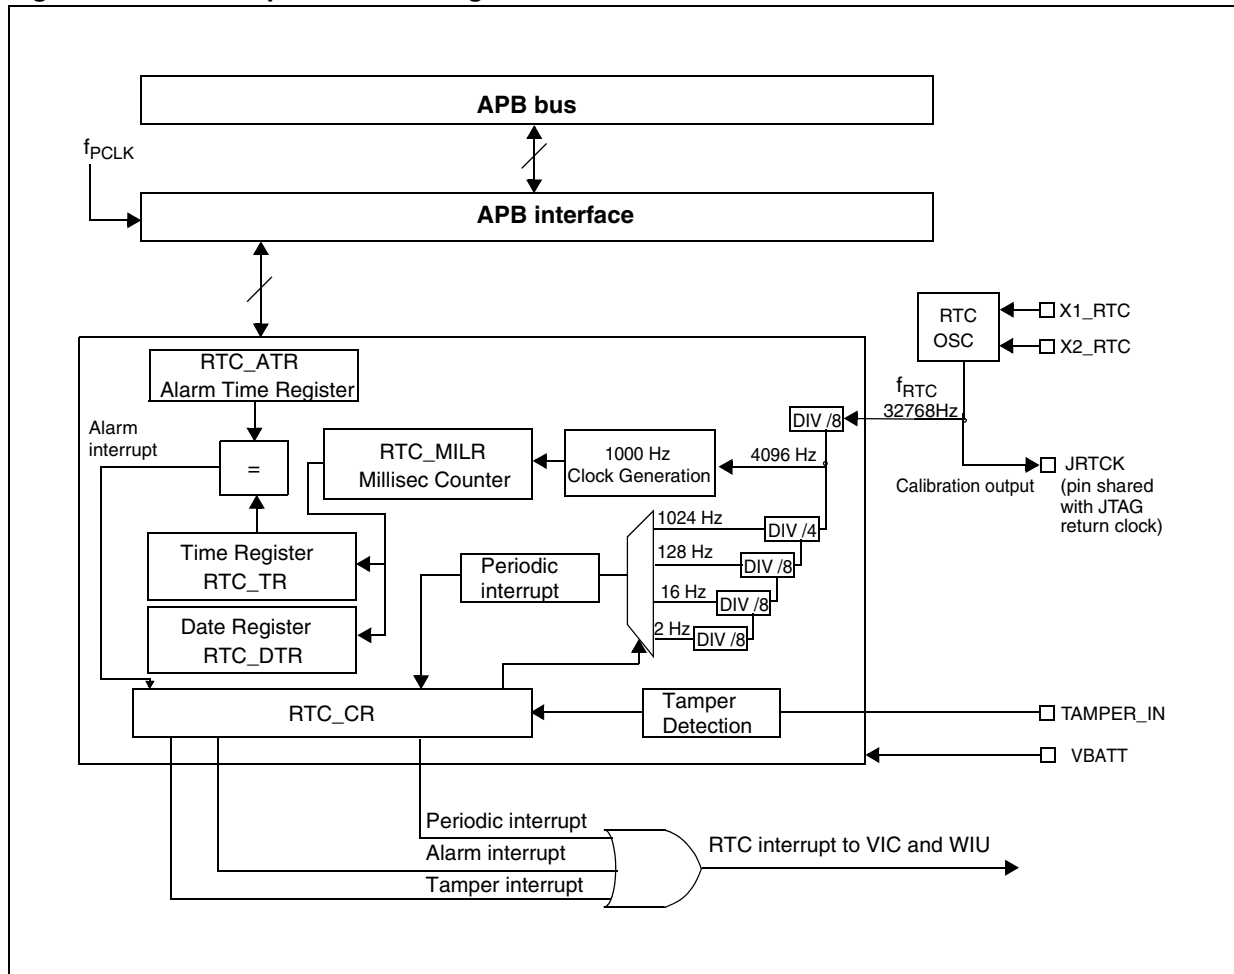 APB bus
fPCLK
APB interface
RTC
OSC
X1_RTC
X2_RTC
RTC_ATR
Alarm Time Register
fRTC
32768Hz
DIV /8
Alarm
interrupt
=
RTC_MILR
Millisec Counter
1000 Hz
Clock Generation
4096 Hz
JRTCK
(pin shared
with JTAG
return clock)
Calibration output
1024 Hz
DIV /4
Time Register
RTC_TR
Periodic
interrupt
128 Hz
DIV /8
16 Hz
DIV /8
Date Register
RTC_DTR
2 Hz
DIV /8
RTC_CR
Tamper
Detection
TAMPER_IN
VBATT
Periodic interrupt
Alarm interrupt
Tamper interrupt
RTC interrupt to VIC and WIU